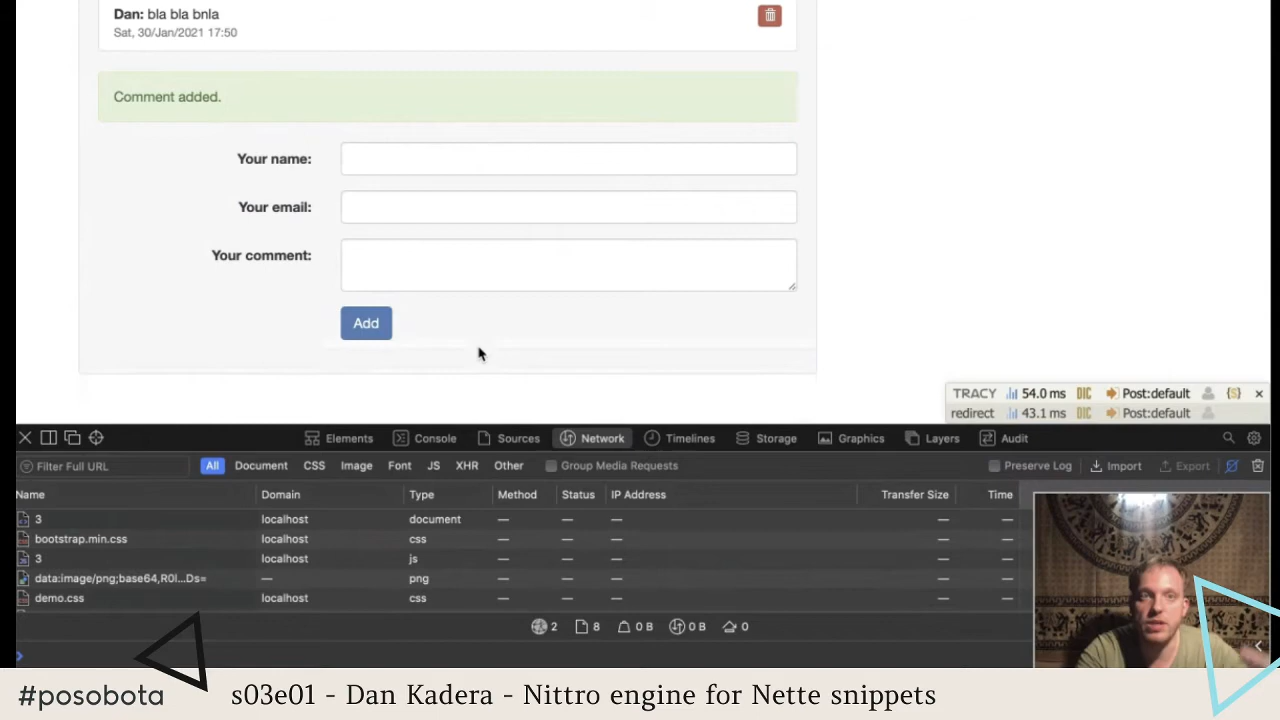 Dan: bla bla bnla
Sat, 30/Jan/2021 17:50
Comment added.
Your name:
Your email:
Your comment:
Add
TRACY 54.0 ms DIC Post:default {S} ×
redirect 43.1 ms DIC Post:default
Elements Console Sources Network Timelines Storage Graphics Layers Audit
Filter Full URL All Document CSS Image Font JS XHR Other Group Media Requests Preserve Log Import Export
Name Domain Type Method Status IP Address Transfer Size Time
3 localhost document — — — — —
bootstrap.min.css localhost css — — — — —
3 localhost js — — — — —
data:image/png;base64,R0l...Ds= — png — — — — —
demo.css localhost css — — — — —
2 8 0 B 0 B 0
#posobota s03e01 - Dan Kadera - Nittro engine for Nette snippets